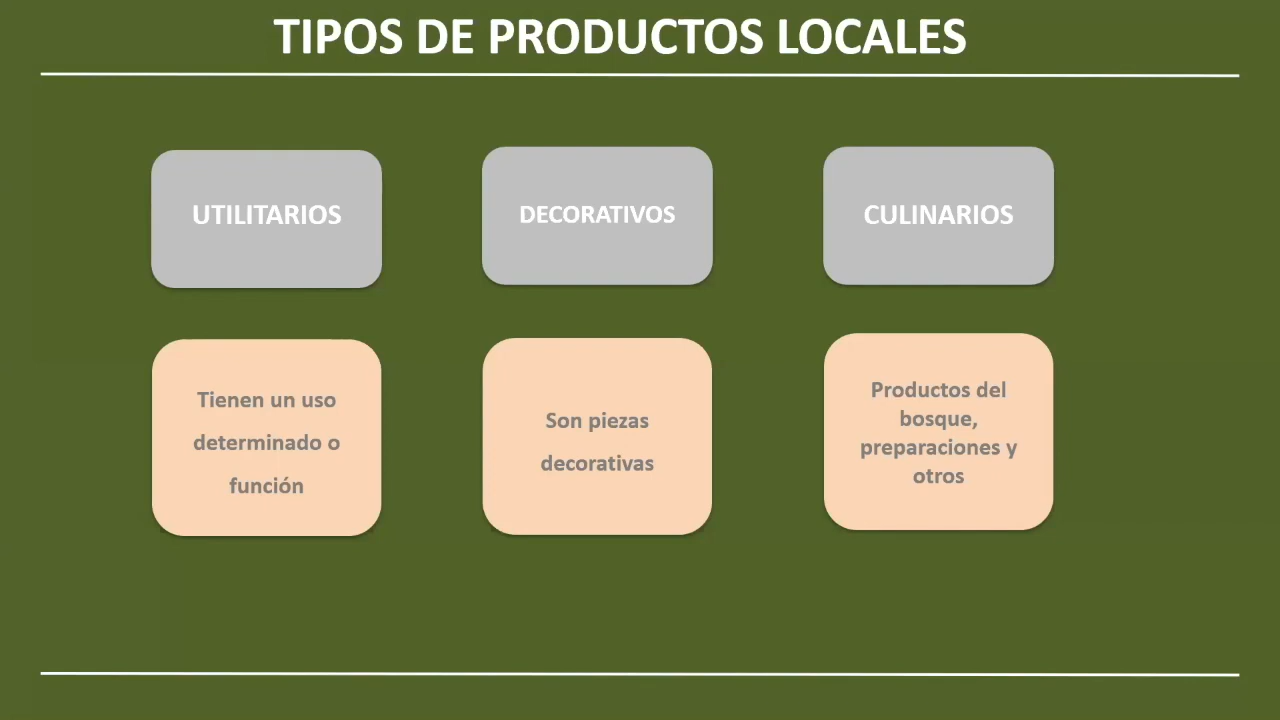 TIPOS DE PRODUCTOS LOCALES
UTILITARIOS
DECORATIVOS
CULINARIOS
Tienen un uso
determinado o
función
Son piezas
decorativas
Productos del
bosque,
preparaciones y
otros